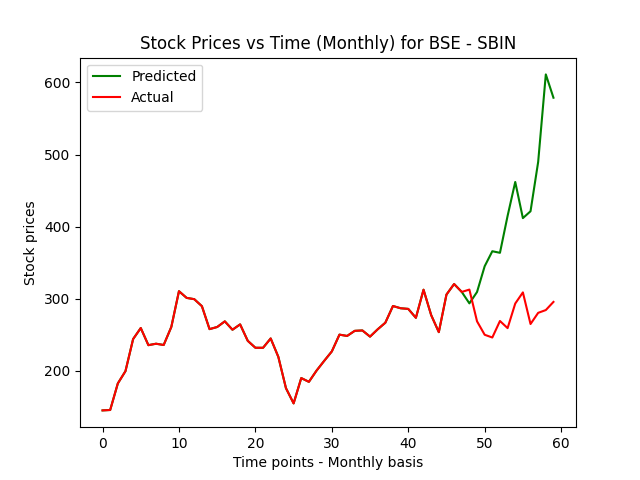 Stock Prices vs Time (Monthly) for BSE - SBIN
Predicted
Actual
Stock prices
600
500
400
300
200
0 10 20 30 40 50 60
Time points - Monthly basis